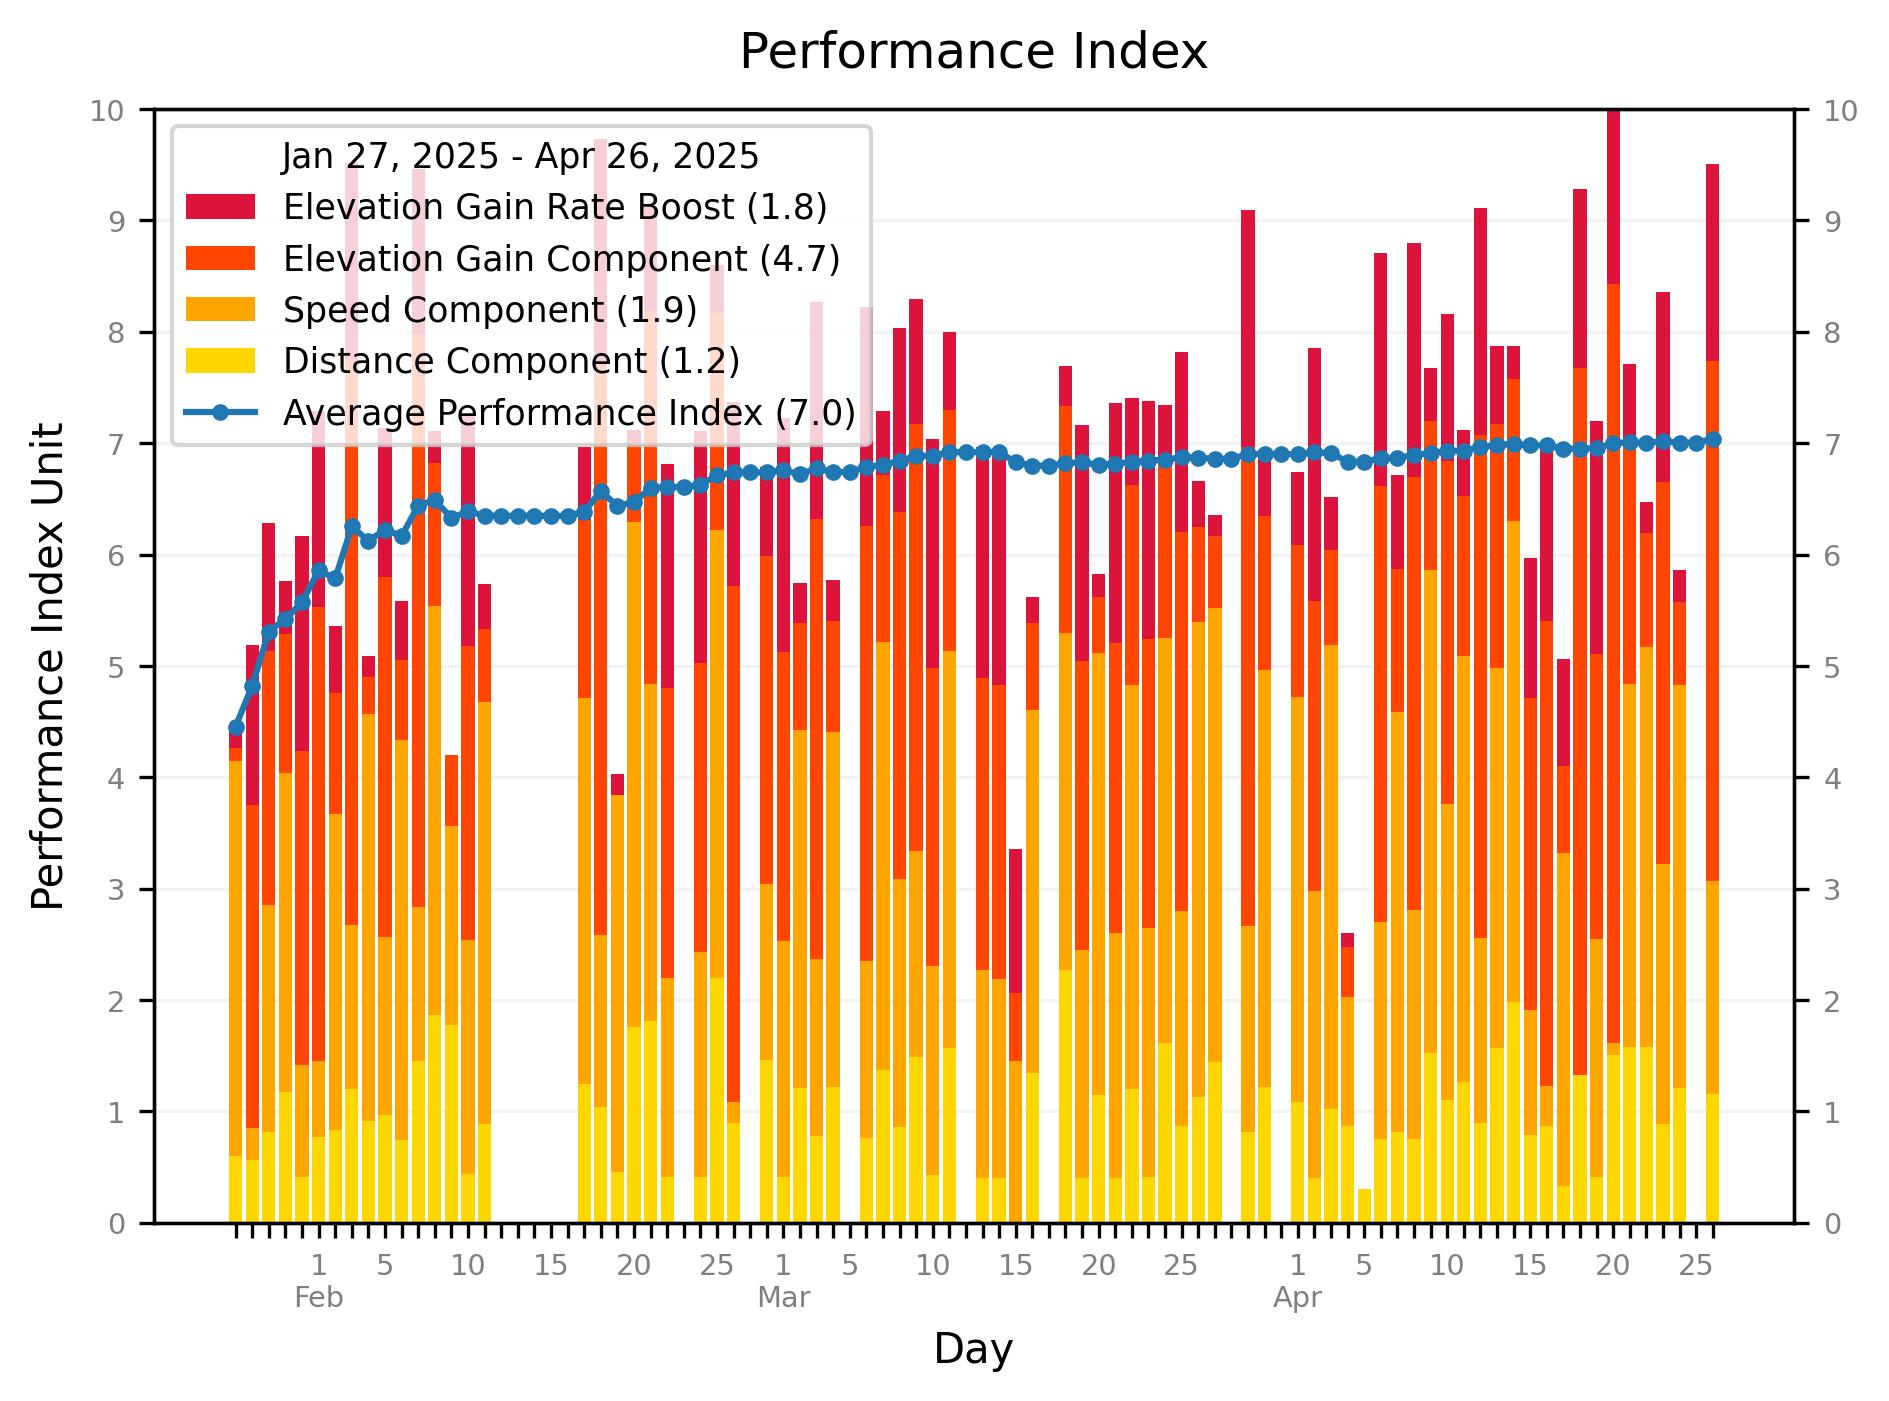 Performance Index
Jan 27, 2025 - Apr 26, 2025
Elevation Gain Rate Boost (1.8)
Elevation Gain Component (4.7)
Speed Component (1.9)
Distance Component (1.2)
Average Performance Index (7.0)
Performance Index Unit
10 10
9 9
8 8
7 7
6 6
5 5
4 4
3 3
2 2
1 1
0 0
1 5 10 15 20 25 1 5 10 15 20 25 1 5 10 15 20 25
Feb Mar Apr
Day